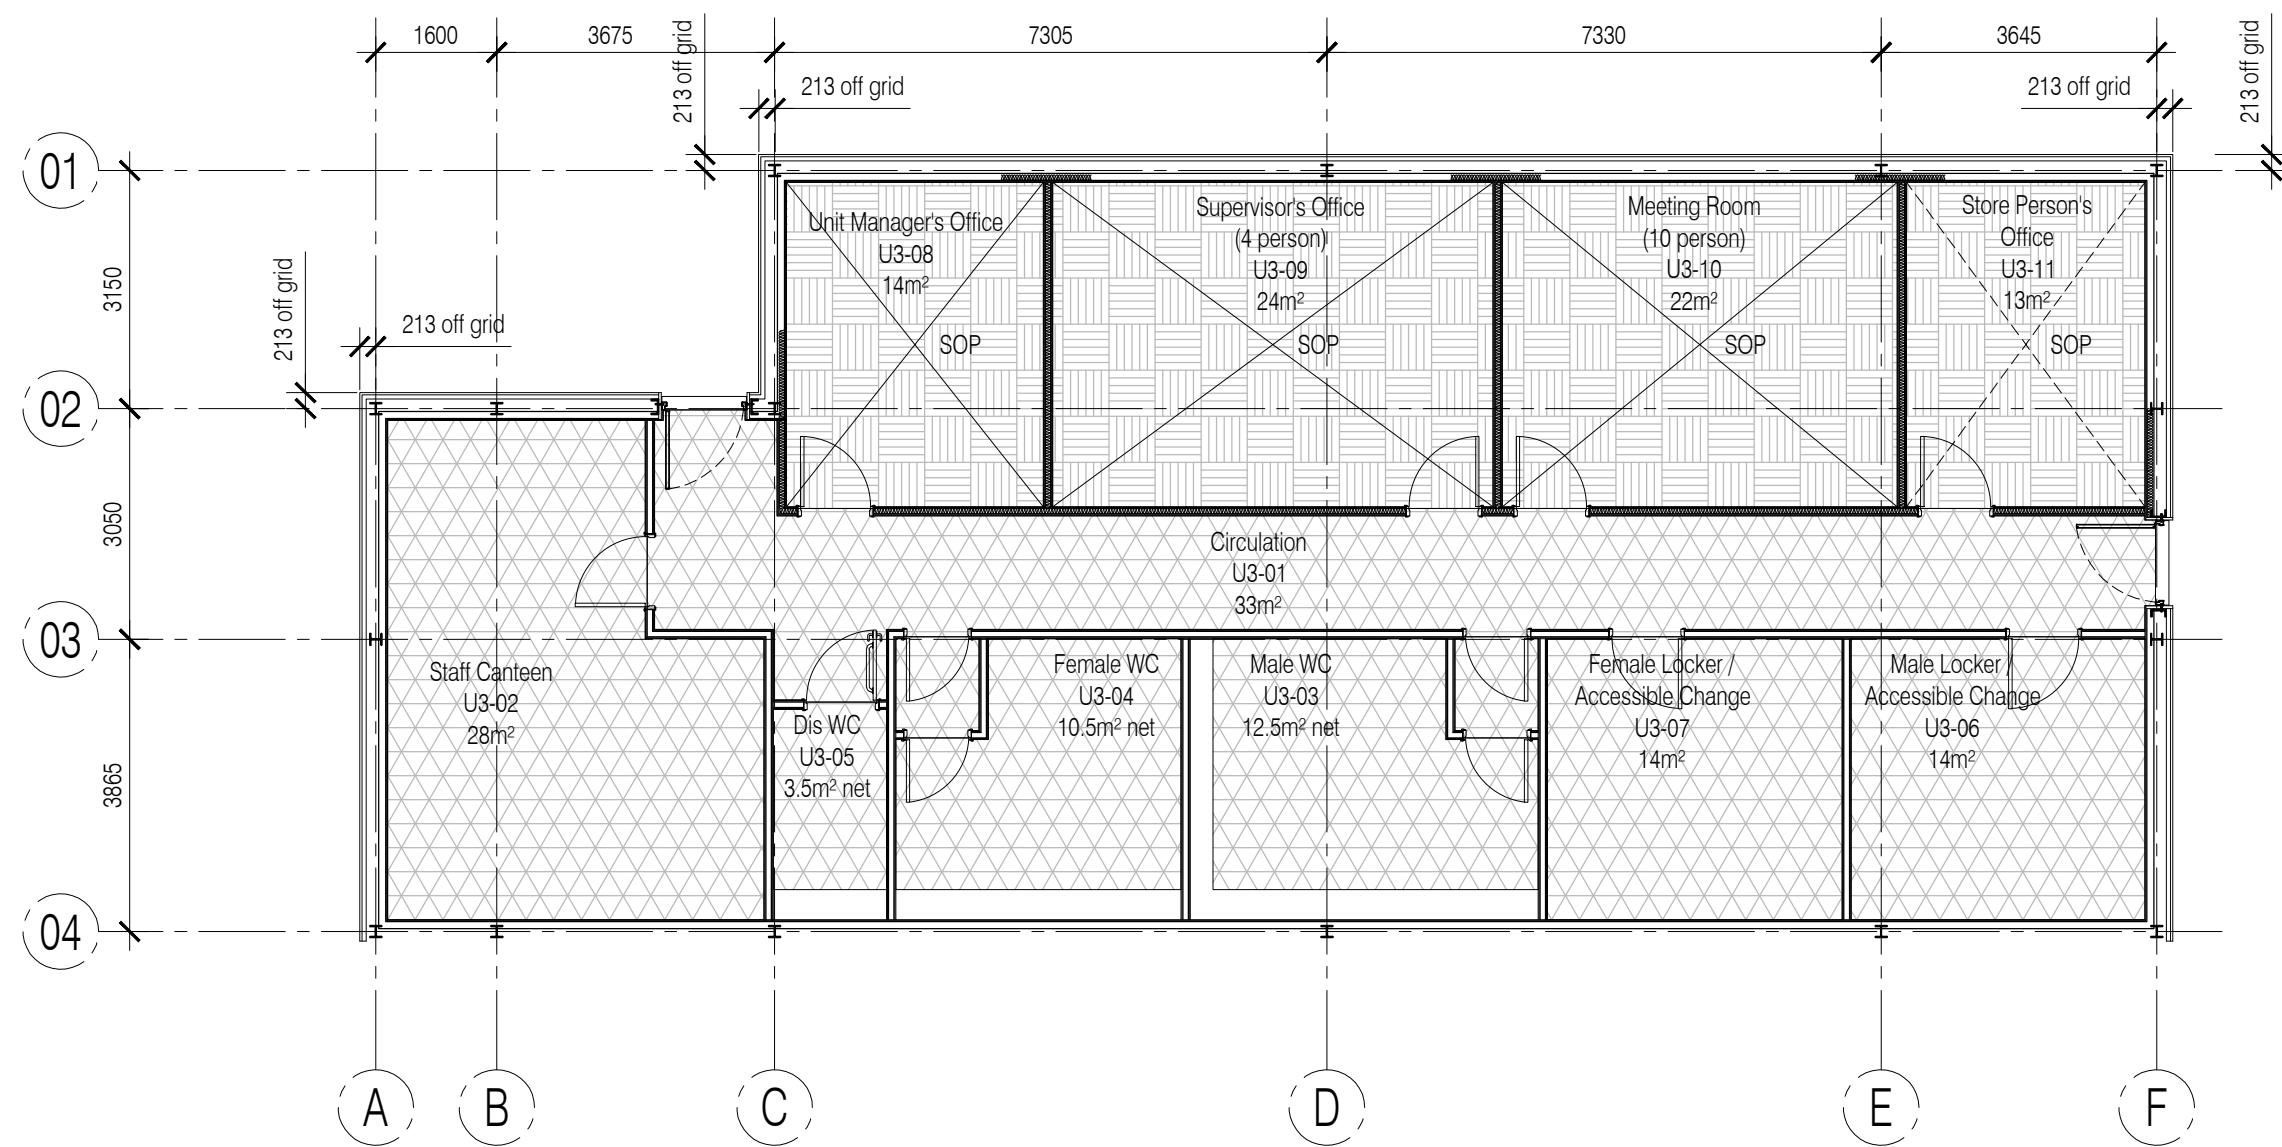 1600
3675
7305
7330
3645
213 off grid
213 off grid
213 off grid
213 off grid
01
Unit Manager's Office
U3-08
14m²
SOP
Supervisor's Office
(4 person)
U3-09
24m²
SOP
Meeting Room
(10 person)
U3-10
22m²
SOP
Store Person's
Office
U3-11
13m²
SOP
3150
213 off grid
213 off grid
02
3050
Circulation
U3-01
33m²
03
Staff Canteen
U3-02
28m²
Dis WC
U3-05
3.5m² net
Female WC
U3-04
10.5m² net
Male WC
U3-03
12.5m² net
Female Locker /
Accessible Change
U3-07
14m²
Male Locker /
Accessible Change
U3-06
14m²
3865
04
A
B
C
D
E
F